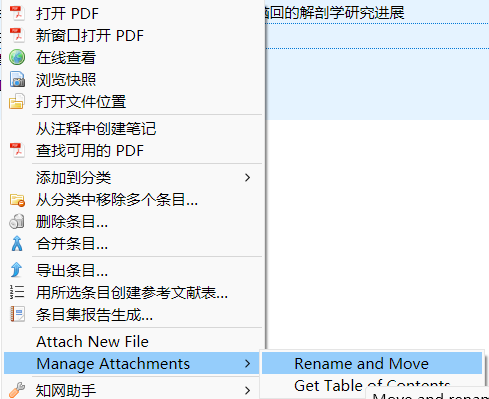 打开 PDF
脑回的解剖学研究进展
新窗口打开 PDF
在线查看
浏览快照
打开文件位置
从注释中创建笔记
查找可用的 PDF
添加到分类
从分类中移除多个条目...
删除条目...
合并条目...
导出条目...
用所选条目创建参考文献表...
条目集报告生成...
Attach New File
Manage Attachments
Rename and Move
Get Table of Contents
知网助手
Move and renam